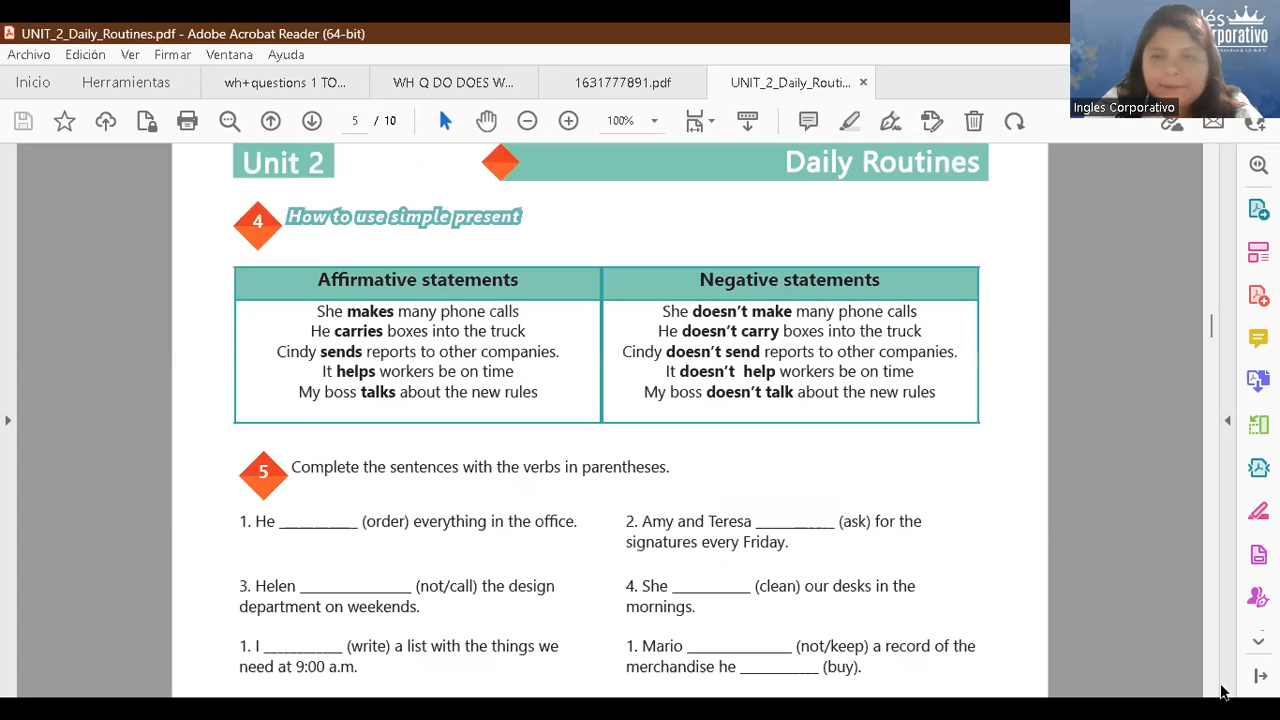 UNIT_2_Daily_Routines.pdf - Adobe Acrobat Reader (64-bit)
Archivo Edición Ver Firmar Ventana Ayuda
Inicio Herramientas wh+questions 1 TO... WH Q DO DOES W... 1631777891.pdf UNIT_2_Daily_Routi... ×
Corporativo
Ingles Corporativo
5 / 10 100%
Unit 2 Daily Routines
4 How to use simple present
Affirmative statements Negative statements
She makes many phone calls She doesn't make many phone calls
He carries boxes into the truck He doesn't carry boxes into the truck
Cindy sends reports to other companies. Cindy doesn't send reports to other companies.
It helps workers be on time It doesn't help workers be on time
My boss talks about the new rules My boss doesn't talk about the new rules
5 Complete the sentences with the verbs in parentheses.
1. He __________ (order) everything in the office. 2. Amy and Teresa __________ (ask) for the
signatures every Friday.
3. Helen ______________ (not/call) the design 4. She __________ (clean) our desks in the
department on weekends. mornings.
1. I __________ (write) a list with the things we 1. Mario _____________ (not/keep) a record of the
need at 9:00 a.m. merchandise he __________ (buy).